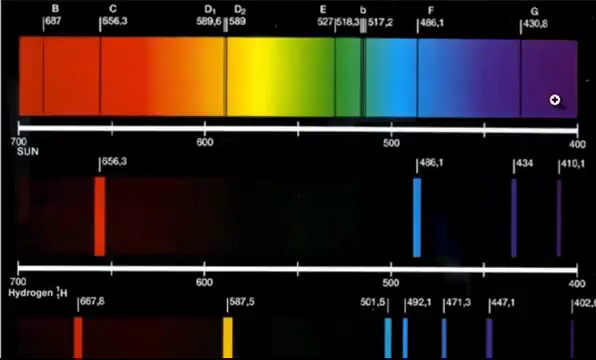 B C D₁ D₂ E b F G
687 656,3 589,6 589 527 518,3 517,2 486,1 430,8
700 600 500 400
SUN
656,3 486,1 434 410,1
700 600 500 400
Hydrogen ¹₁H
667,8 587,5 501,5 492,1 471,3 447,1